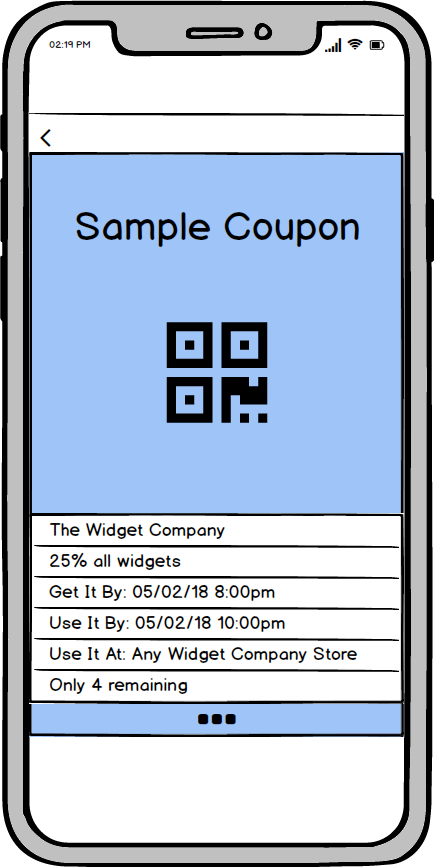 02:19 PM
Sample Coupon
The Widget Company
25% all widgets
Get It By: 05/02/18 8:00pm
Use It By: 05/02/18 10:00pm
Use It At: Any Widget Company Store
Only 4 remaining